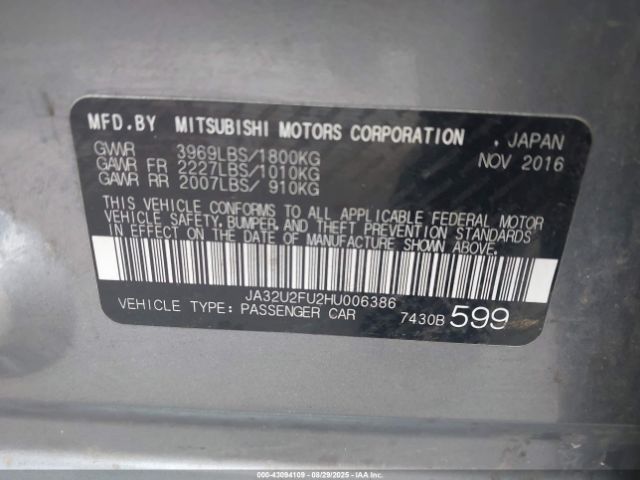 MFD.BY MITSUBISHI MOTORS CORPORATION . JAPAN
GVWR 3969LBS/1800KG NOV 2016
GAWR FR 2227LBS/1010KG
GAWR RR 2007LBS/ 910KG
THIS VEHICLE CONFORMS TO ALL APPLICABLE FEDERAL MOTOR
VEHICLE SAFETY, BUMPER, AND THEFT PREVENTION STANDARDS
IN EFFECT ON THE DATE OF MANUFACTURE SHOWN ABOVE.
JA32U2FU2HU006386
VEHICLE TYPE: PASSENGER CAR 7430B 599
000-43094109 - 08/29/2025 - IAAI.COM